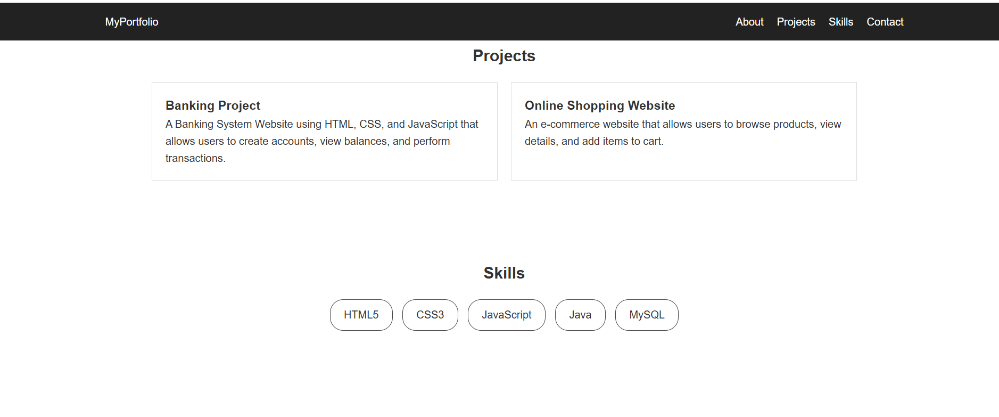 MyPortfolio
About Projects Skills Contact
Projects
Banking Project
A Banking System Website using HTML, CSS, and JavaScript that
allows users to create accounts, view balances, and perform
transactions.
Online Shopping Website
An e-commerce website that allows users to browse products, view
details, and add items to cart.
Skills
HTML5 CSS3 JavaScript Java MySQL